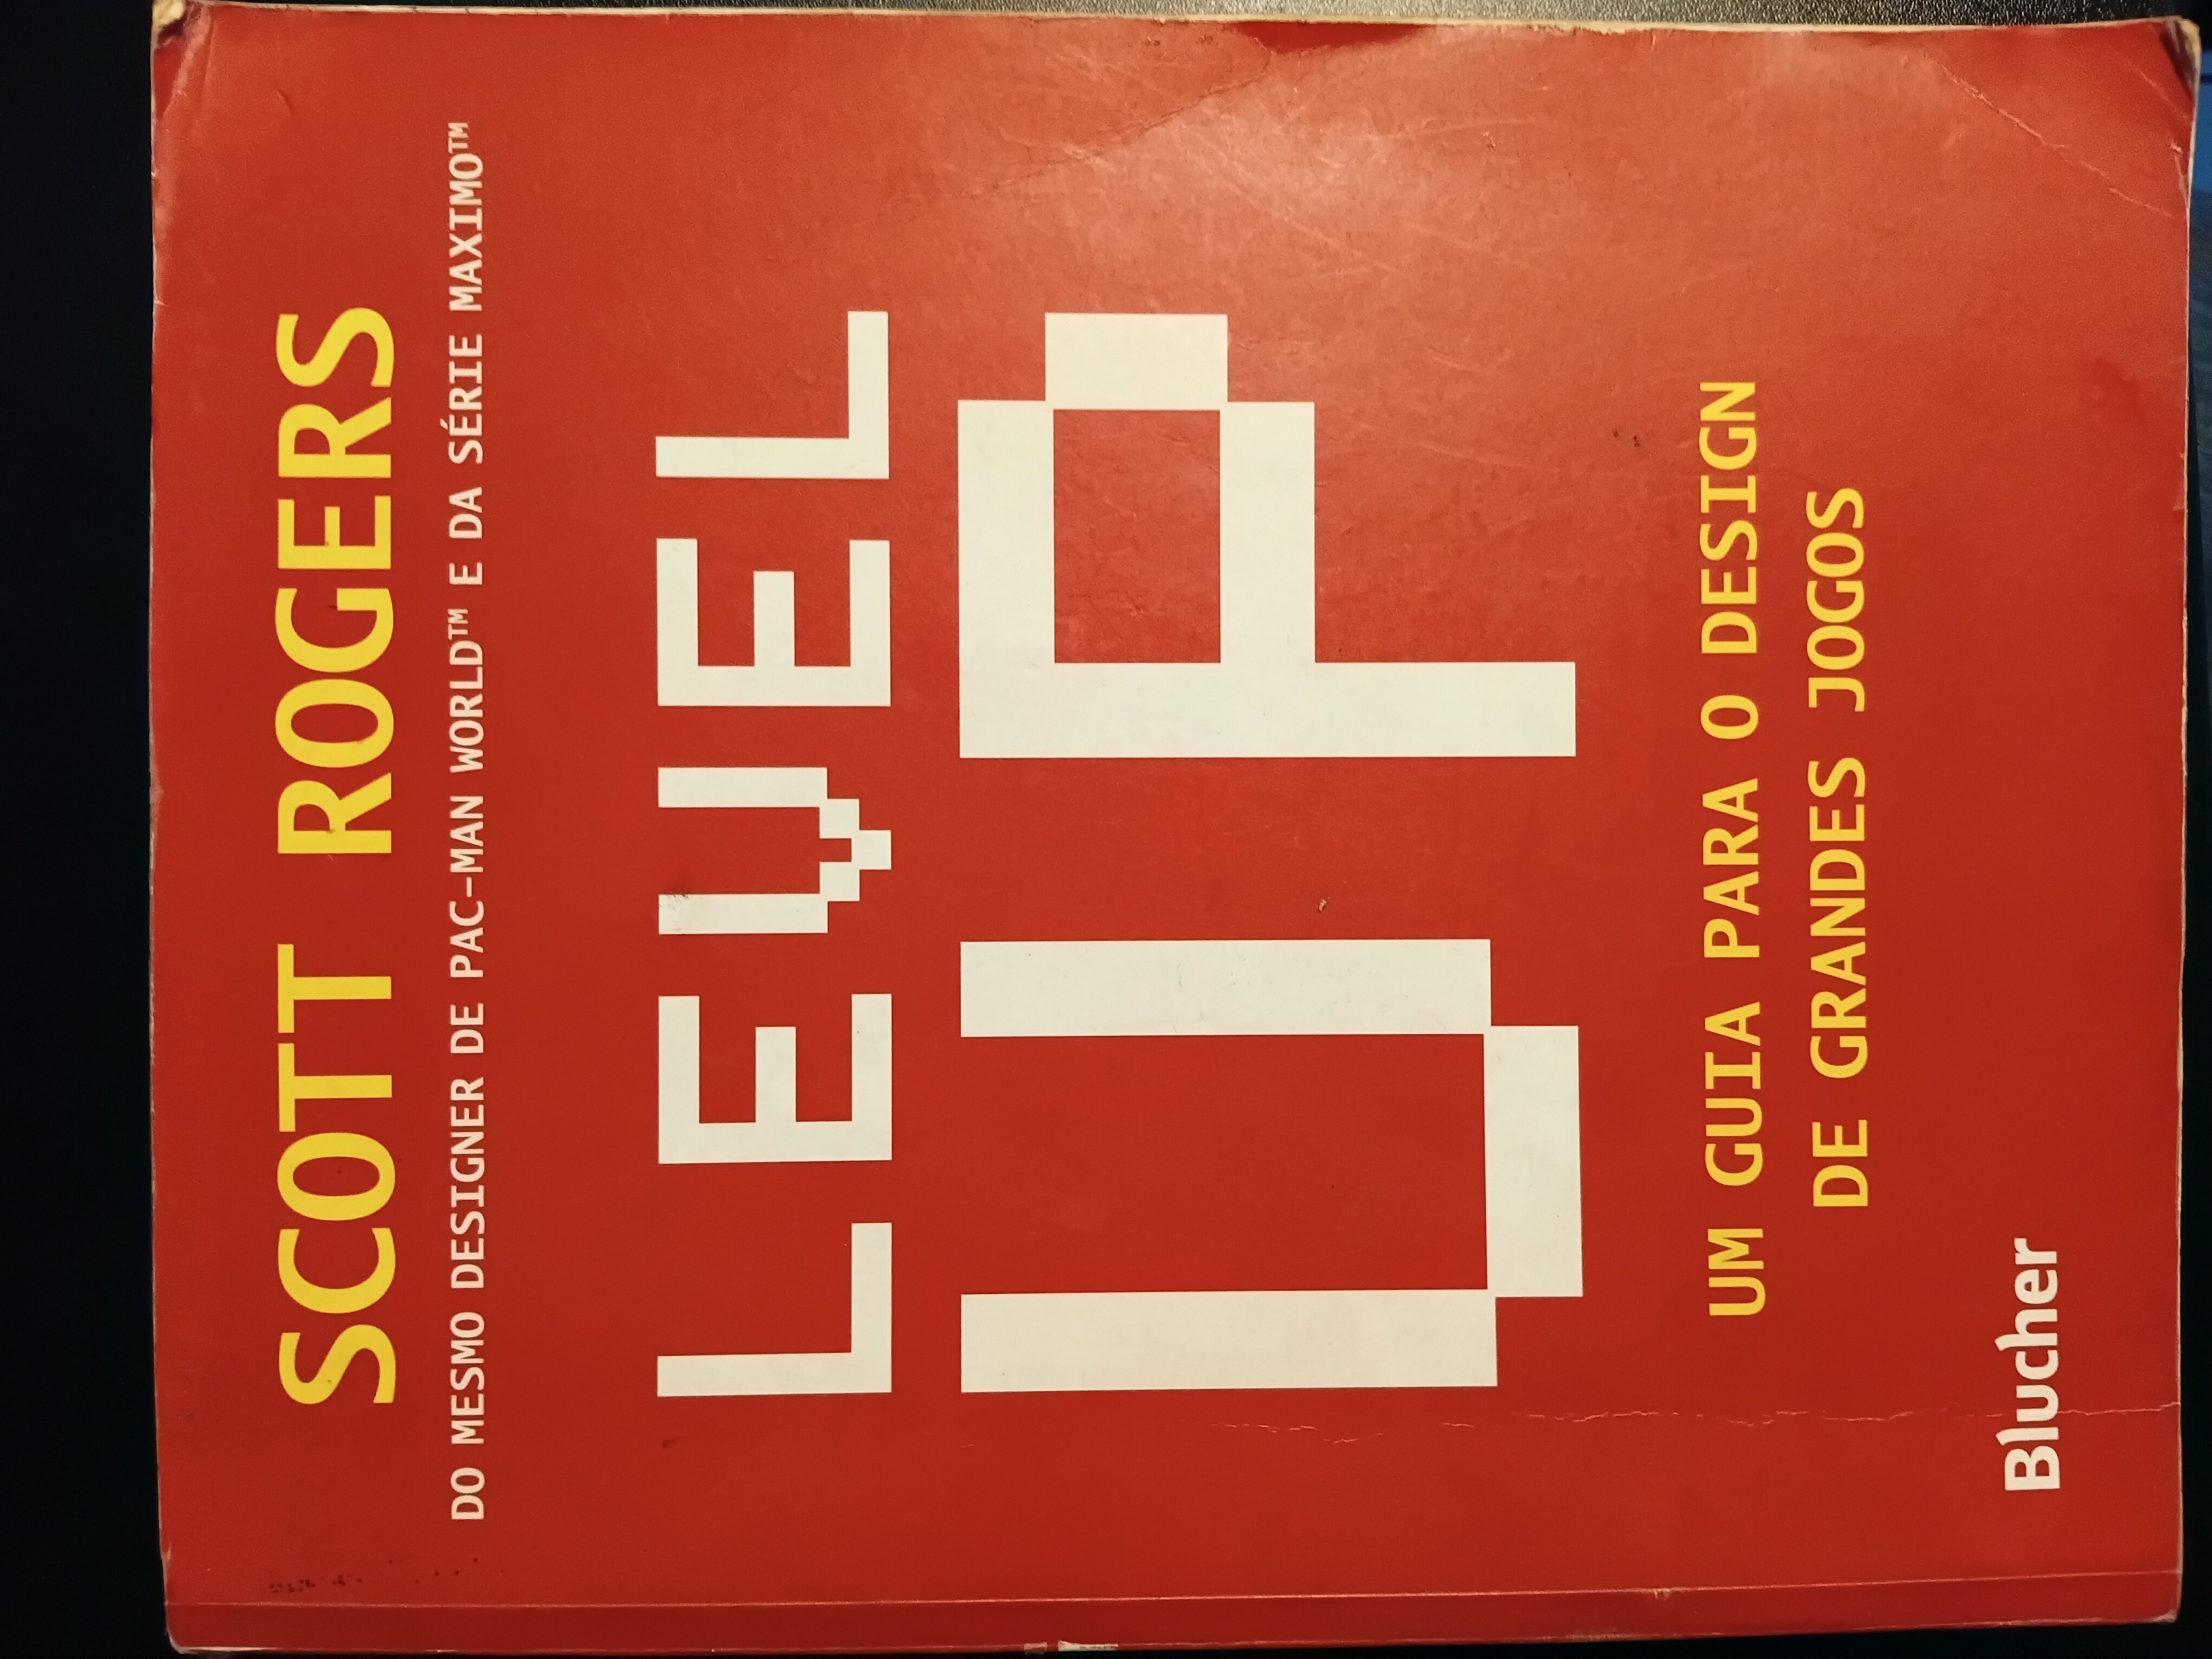 SCOTT ROGERS
DO MESMO DESIGNER DE PAC-MAN WORLD™ E DA SÉRIE MAXIMO™
LEVEL
UP
UM GUIA PARA O DESIGN
DE GRANDES JOGOS
Blucher